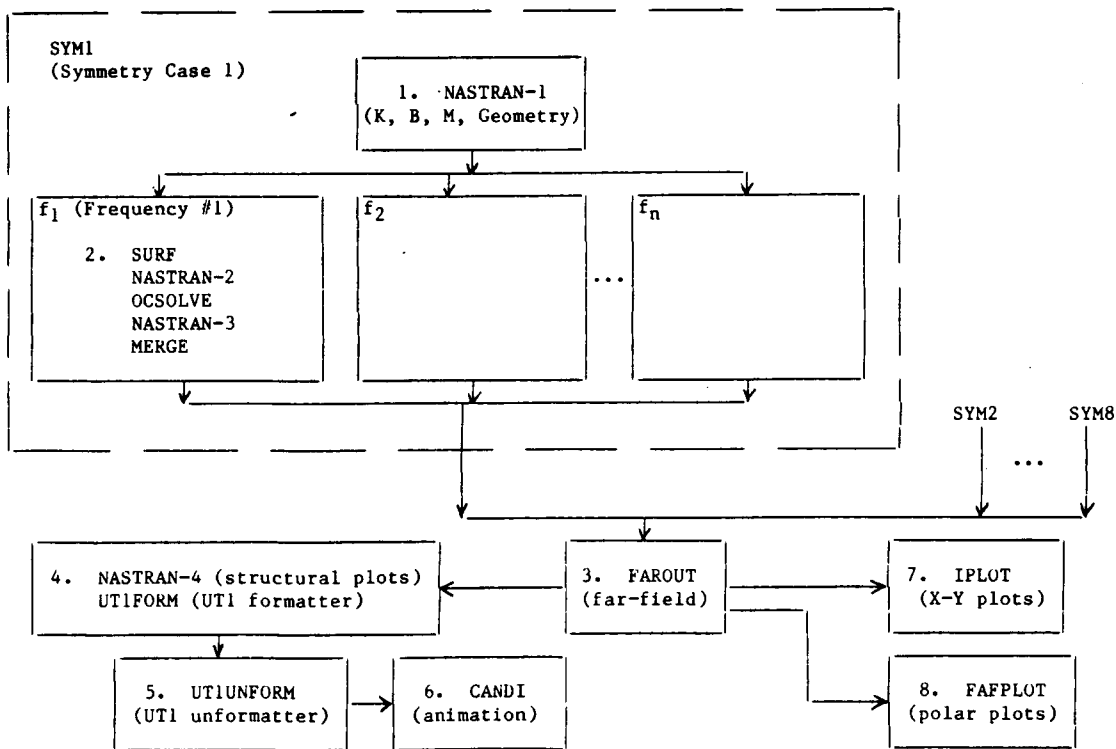 SYM1
(Symmetry Case 1)
1. NASTRAN-1
(K, B, M, Geometry)
f1 (Frequency #1)
2. SURF
NASTRAN-2
OCSOLVE
NASTRAN-3
MERGE
f2
...
fn
SYM2
...
SYM8
4. NASTRAN-4 (structural plots)
UT1FORM (UT1 formatter)
3. FAROUT
(far-field)
7. IPLOT
(X-Y plots)
5. UT1UNFORM
(UT1 unformatter)
6. CANDI
(animation)
8. FAFPLOT
(polar plots)